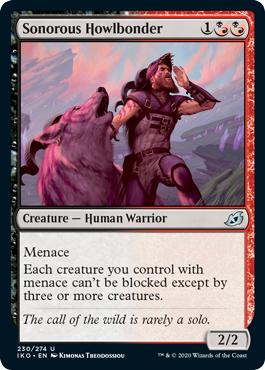 Sonorous Howlbonder 1
Creature — Human Warrior
Menace
Each creature you control with
menace can't be blocked except by
three or more creatures.
The call of the wild is rarely a solo.
2/2
230/274 U
IKO • EN KIMONAS THEODOSSIOU ™ & © 2020 Wizards of the Coast